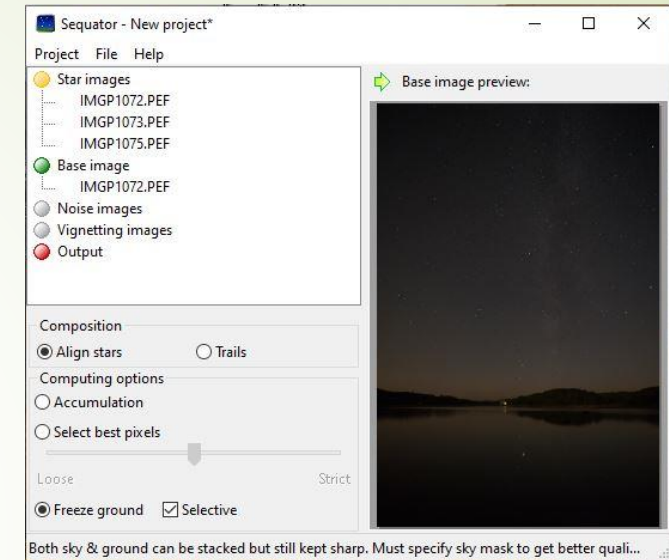 Sequator - New project*
Project File Help
Star images
IMGP1072.PEF
IMGP1073.PEF
IMGP1075.PEF
Base image
IMGP1072.PEF
Noise images
Vignetting images
Output
Composition
Align stars Trails
Computing options
Accumulation
Select best pixels
Loose Strict
Freeze ground Selective
Base image preview:
Both sky & ground can be stacked but still kept sharp. Must specify sky mask to get better quali...